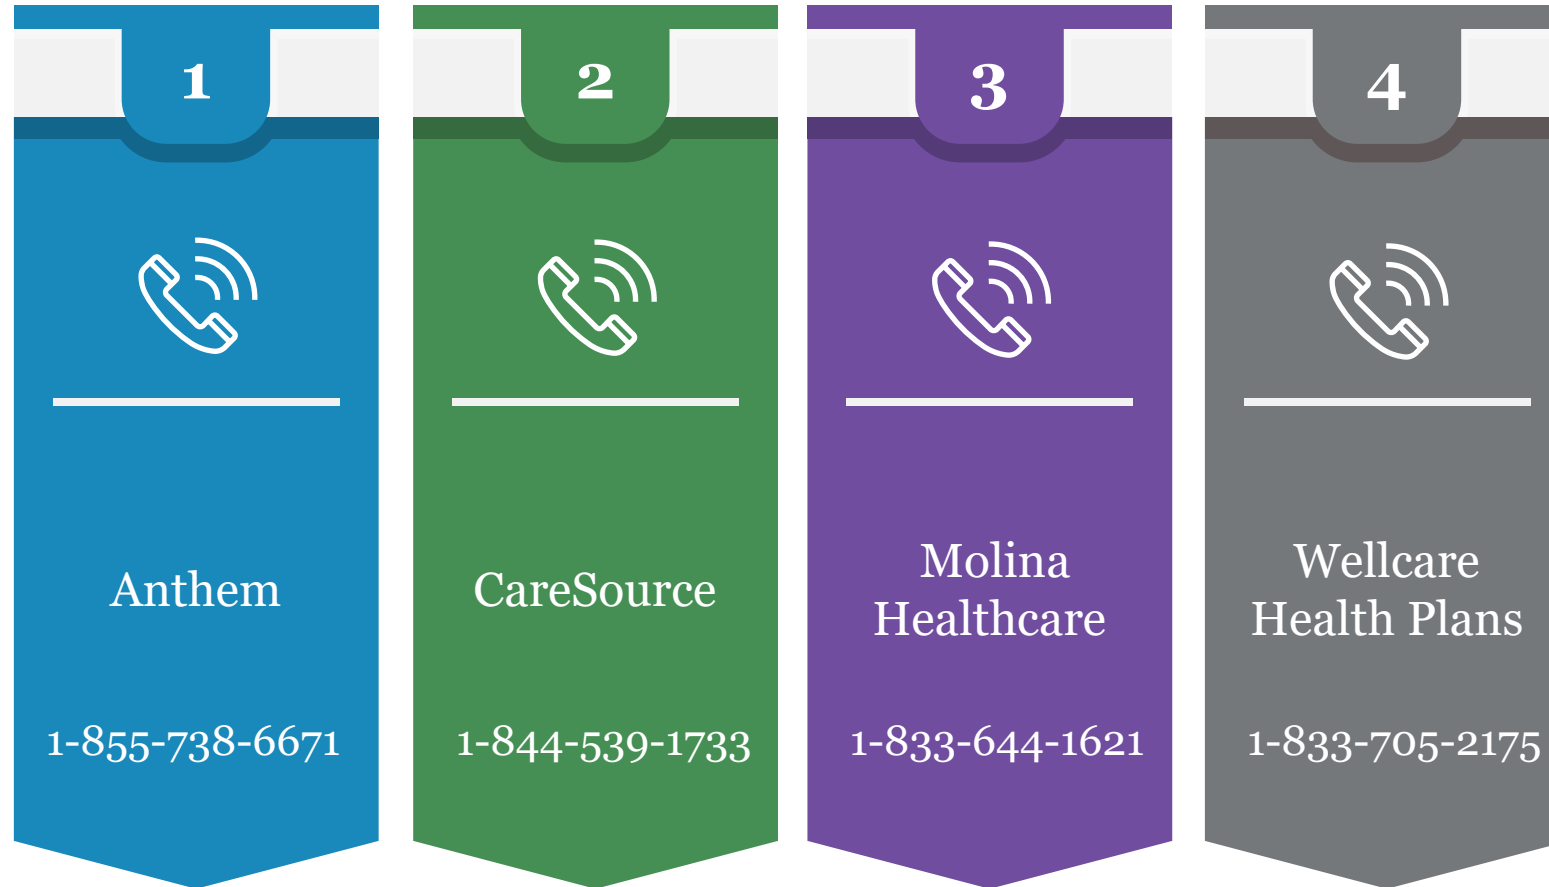 1
Anthem
1-855-738-6671
2
CareSource
1-844-539-1733
3
Molina
Healthcare
1-833-644-1621
4
Wellcare
Health Plans
1-833-705-2175